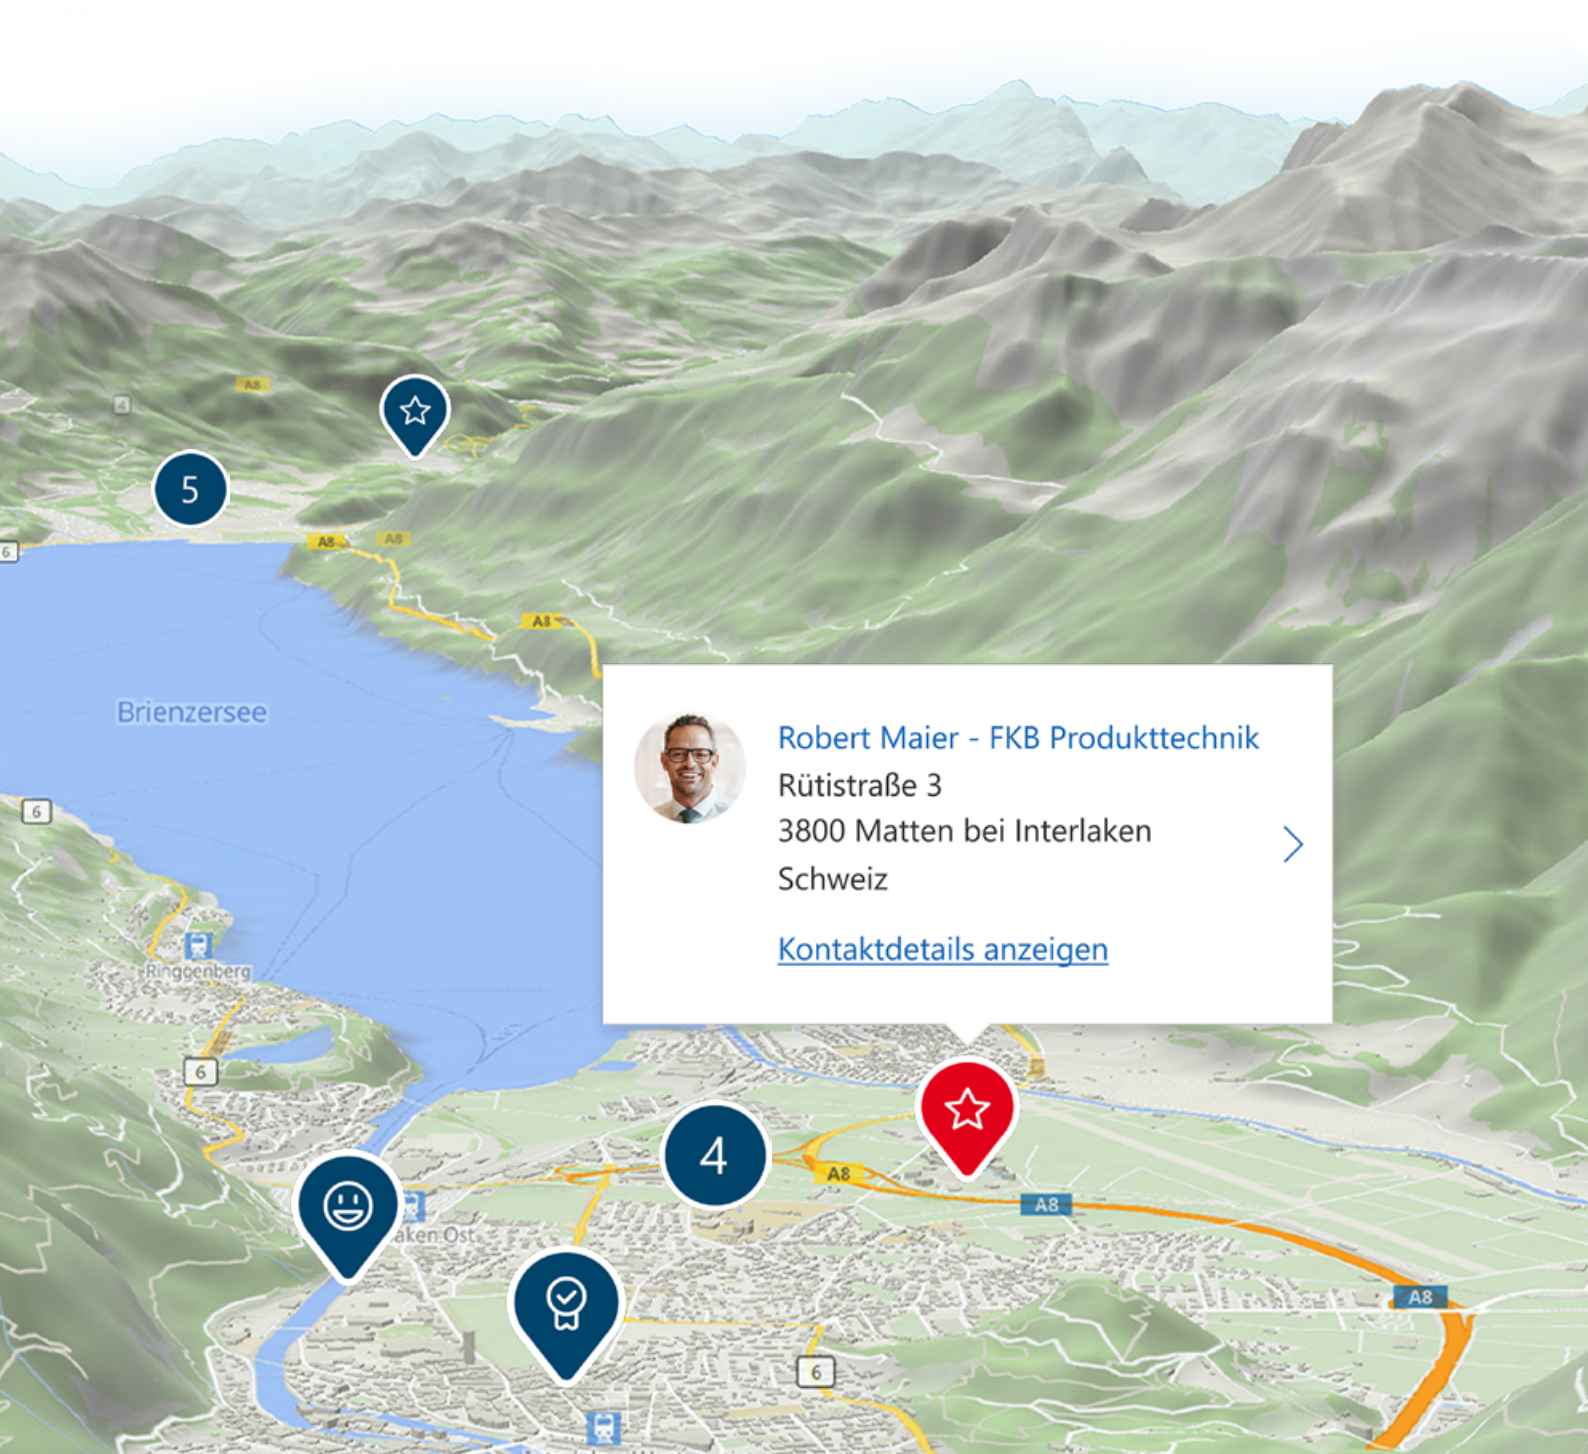 A8
4
5
6
A8
A8
A8
Brienzersee
6
Robert Maier - FKB Produkttechnik
Rütistraße 3
3800 Matten bei Interlaken
Schweiz
Kontaktdetails anzeigen
Ringgenberg
6
4
A8
A8
aken Ost
A8
6